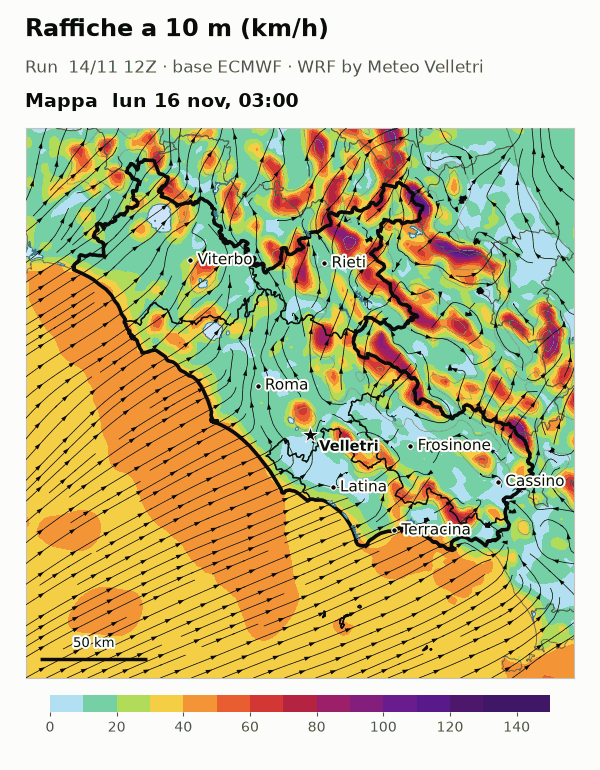 Raffiche a 10 m (km/h)
Run  14/11 12Z · base ECMWF · WRF by Meteo Velletri
Mappa  lun 16 nov, 03:00
Viterbo
Rieti
Roma
Velletri
Frosinone
Latina
Cassino
Terracina
50 km
0 20 40 60 80 100 120 140